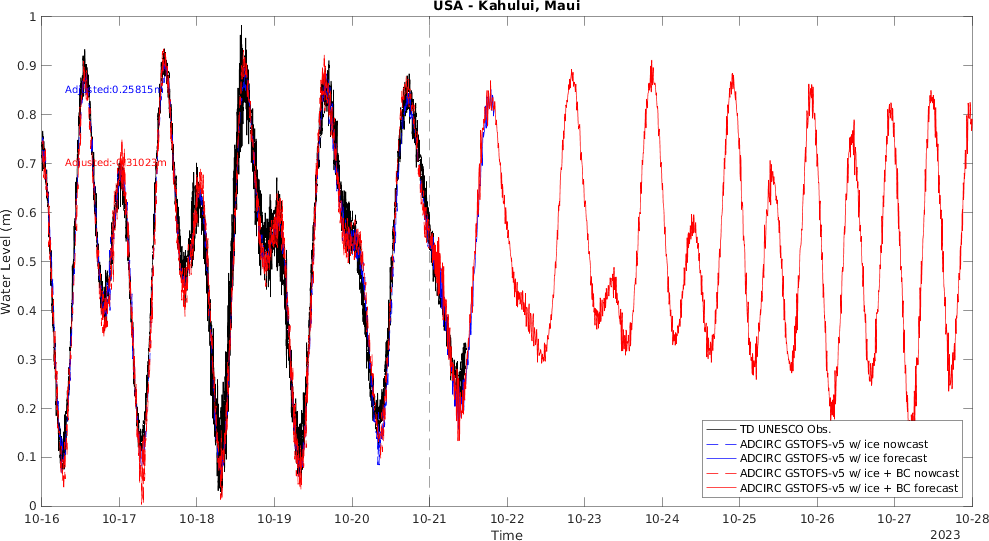 USA - Kahului, Maui
1
0.9
0.8
0.7
0.6
0.5
0.4
0.3
0.2
0.1
0
Water Level (m)
Adjusted:0.25815m
Adjusted:-0.31023m
TD UNESCO Obs.
ADCIRC GSTOFS-v5 w/ ice nowcast
ADCIRC GSTOFS-v5 w/ ice forecast
ADCIRC GSTOFS-v5 w/ ice + BC nowcast
ADCIRC GSTOFS-v5 w/ ice + BC forecast
10-16 10-17 10-18 10-19 10-20 10-21 10-22 10-23 10-24 10-25 10-26 10-27 10-28
Time
2023